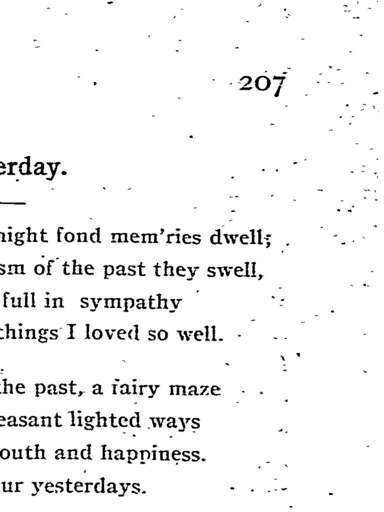 207
erday.
night fond mem'ries dwell;
sm of the past they swell,
full in sympathy
things I loved so well.
the past, a fairy maze
easant lighted ways
outh and happiness.
ur yesterdays.